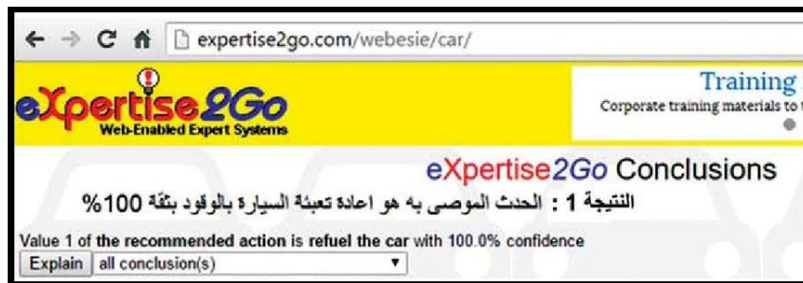 expertise2go.com/webesie/car/
eXpertise2Go
Web-Enabled Expert Systems
Training
Corporate training materials to
eXpertise2Go Conclusions
النتيجة 1 : الحدث الموصى به هو اعادة تعبئة السيارة بالوقود بثقة 100%
Value 1 of the recommended action is refuel the car with 100.0% confidence
Explain all conclusion(s)